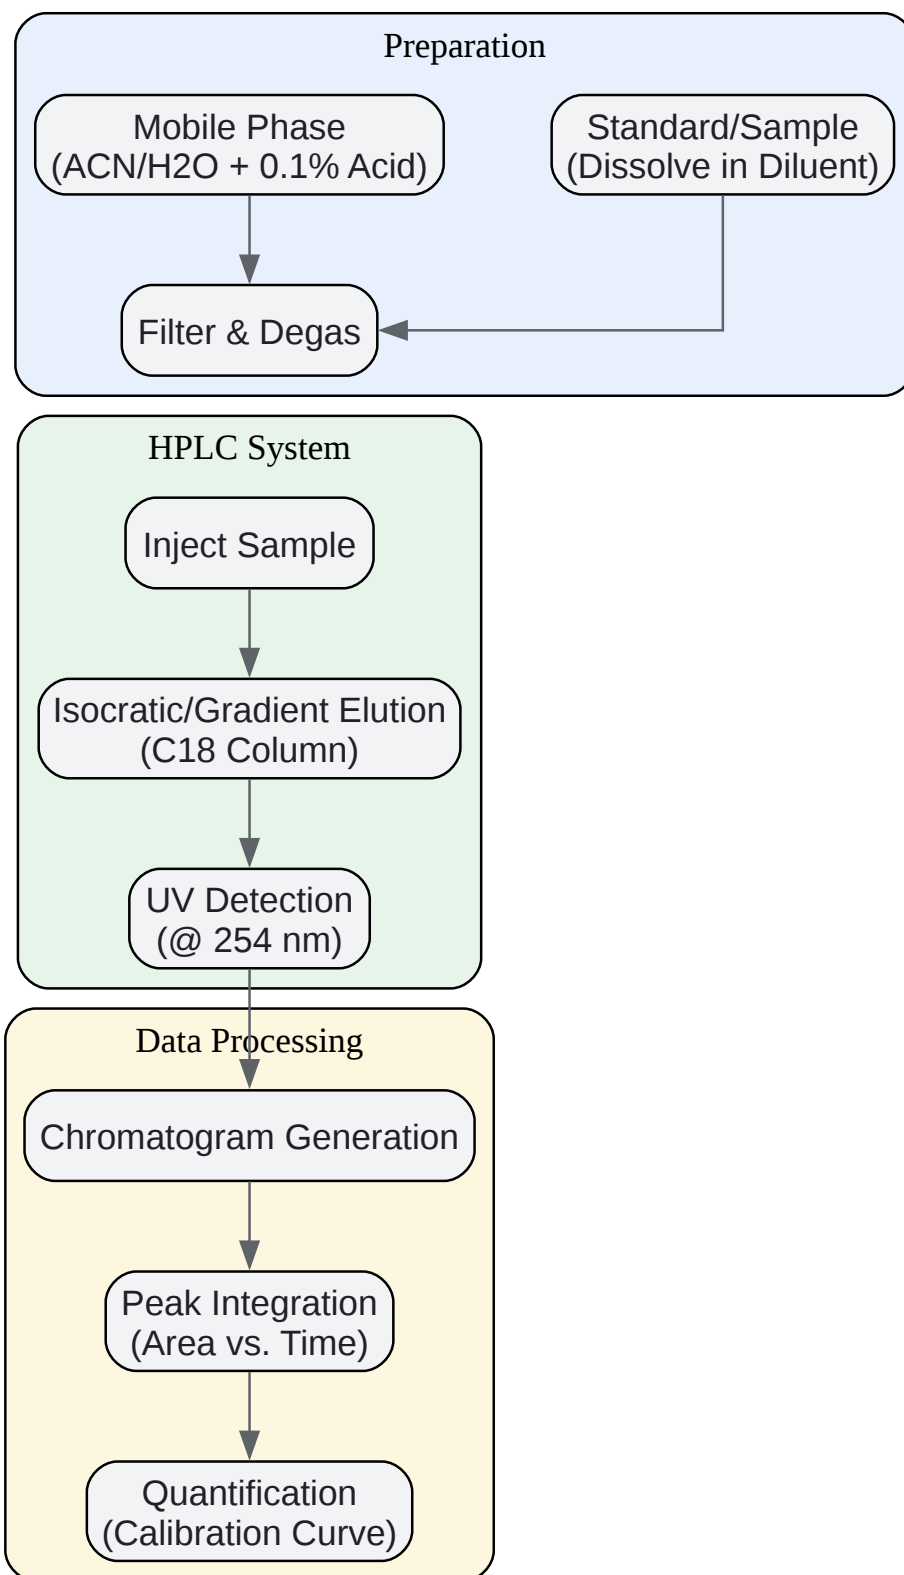 Preparation
Mobile Phase
(ACN/H2O + 0.1% Acid)
Standard/Sample
(Dissolve in Diluent)
Filter & Degas
HPLC System
Inject Sample
Isocratic/Gradient Elution
(C18 Column)
UV Detection
(@ 254 nm)
Data Processing
Chromatogram Generation
Peak Integration
(Area vs. Time)
Quantification
(Calibration Curve)